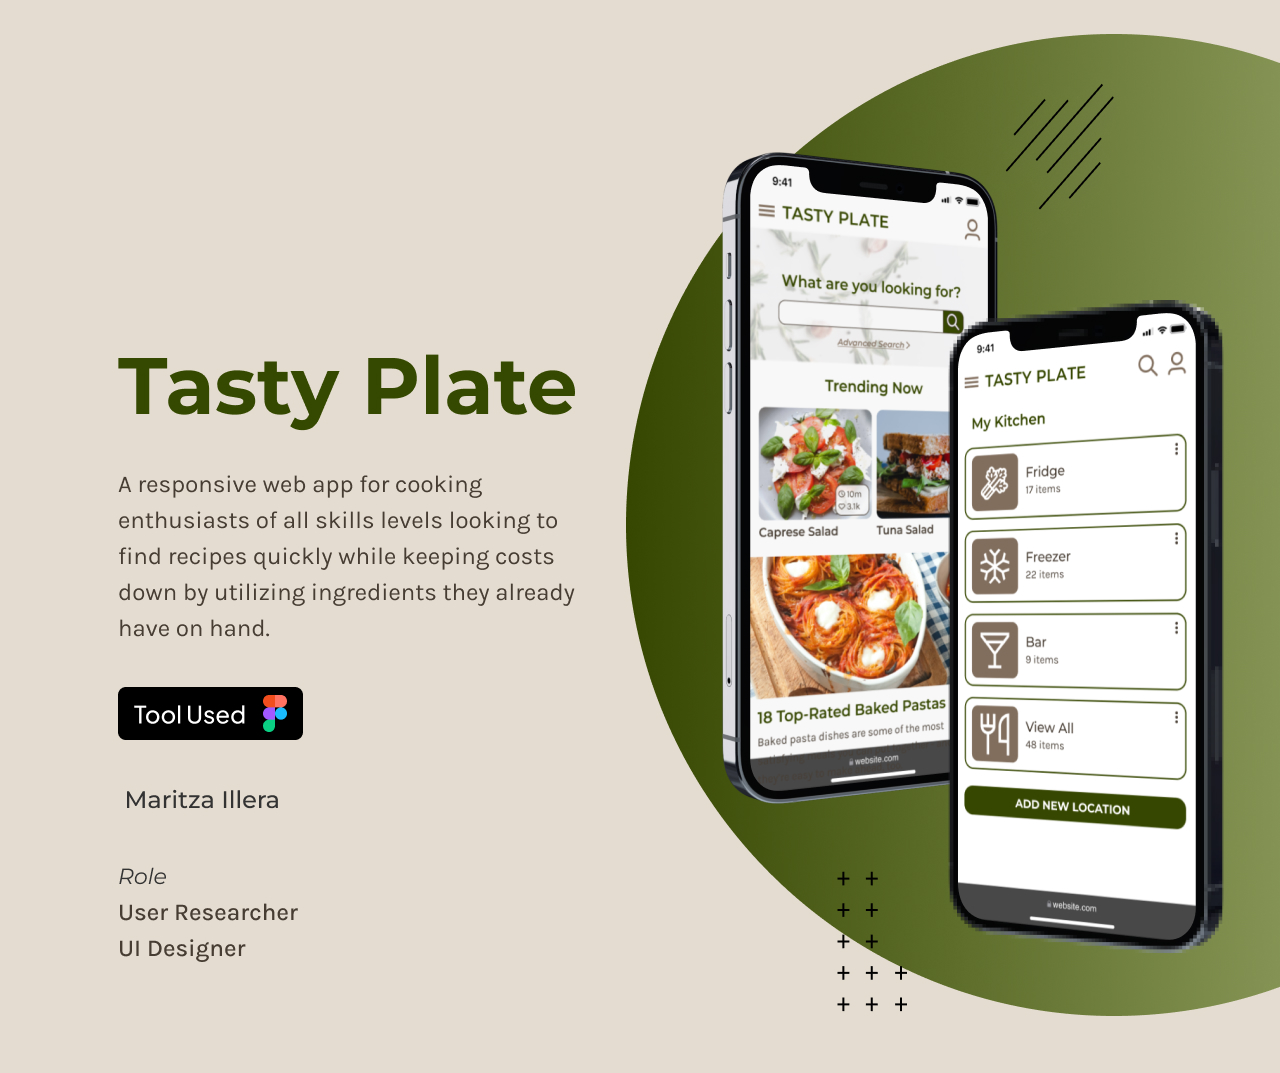 Tasty Plate
A responsive web app for cooking
enthusiasts of all skills levels looking to
find recipes quickly while keeping costs
down by utilizing ingredients they already
have on hand.
Tool Used
Maritza Illera
Role
User Researcher
UI Designer
9:41
TASTY PLATE
What are you looking for?
Advanced Search
Trending Now
10m
3.1k
Caprese Salad
Tuna Salad
18 Top-Rated Baked Pastas
Baked pasta dishes are some of the most
website.com
9:41
TASTY PLATE
My Kitchen
Fridge
17 items
Freezer
22 items
Bar
9 items
View All
48 items
ADD NEW LOCATION
website.com